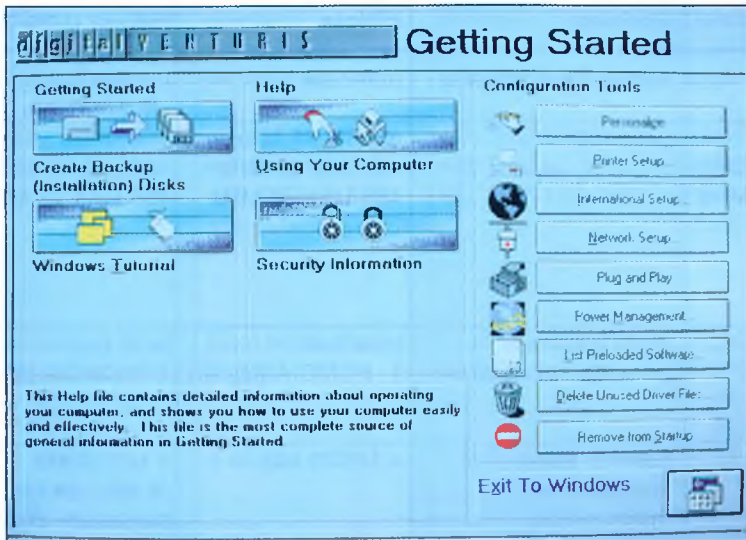 digital VENTURIS
Getting Started
Getting Started
Create Backup
(Installation) Disks
Windows Tutorial
Help
Using Your Computer
Security Information
Configuration Tools
Personalize
Printer Setup...
International Setup...
Network Setup...
Plug and Play
Power Management...
List Preloaded Software...
Delete Unused Driver Files
Remove from Startup
This Help file contains detailed information about operating
your computer, and shows you how to use your computer easily
and effectively. This file is the most complete source of
general information in Getting Started
Exit To Windows